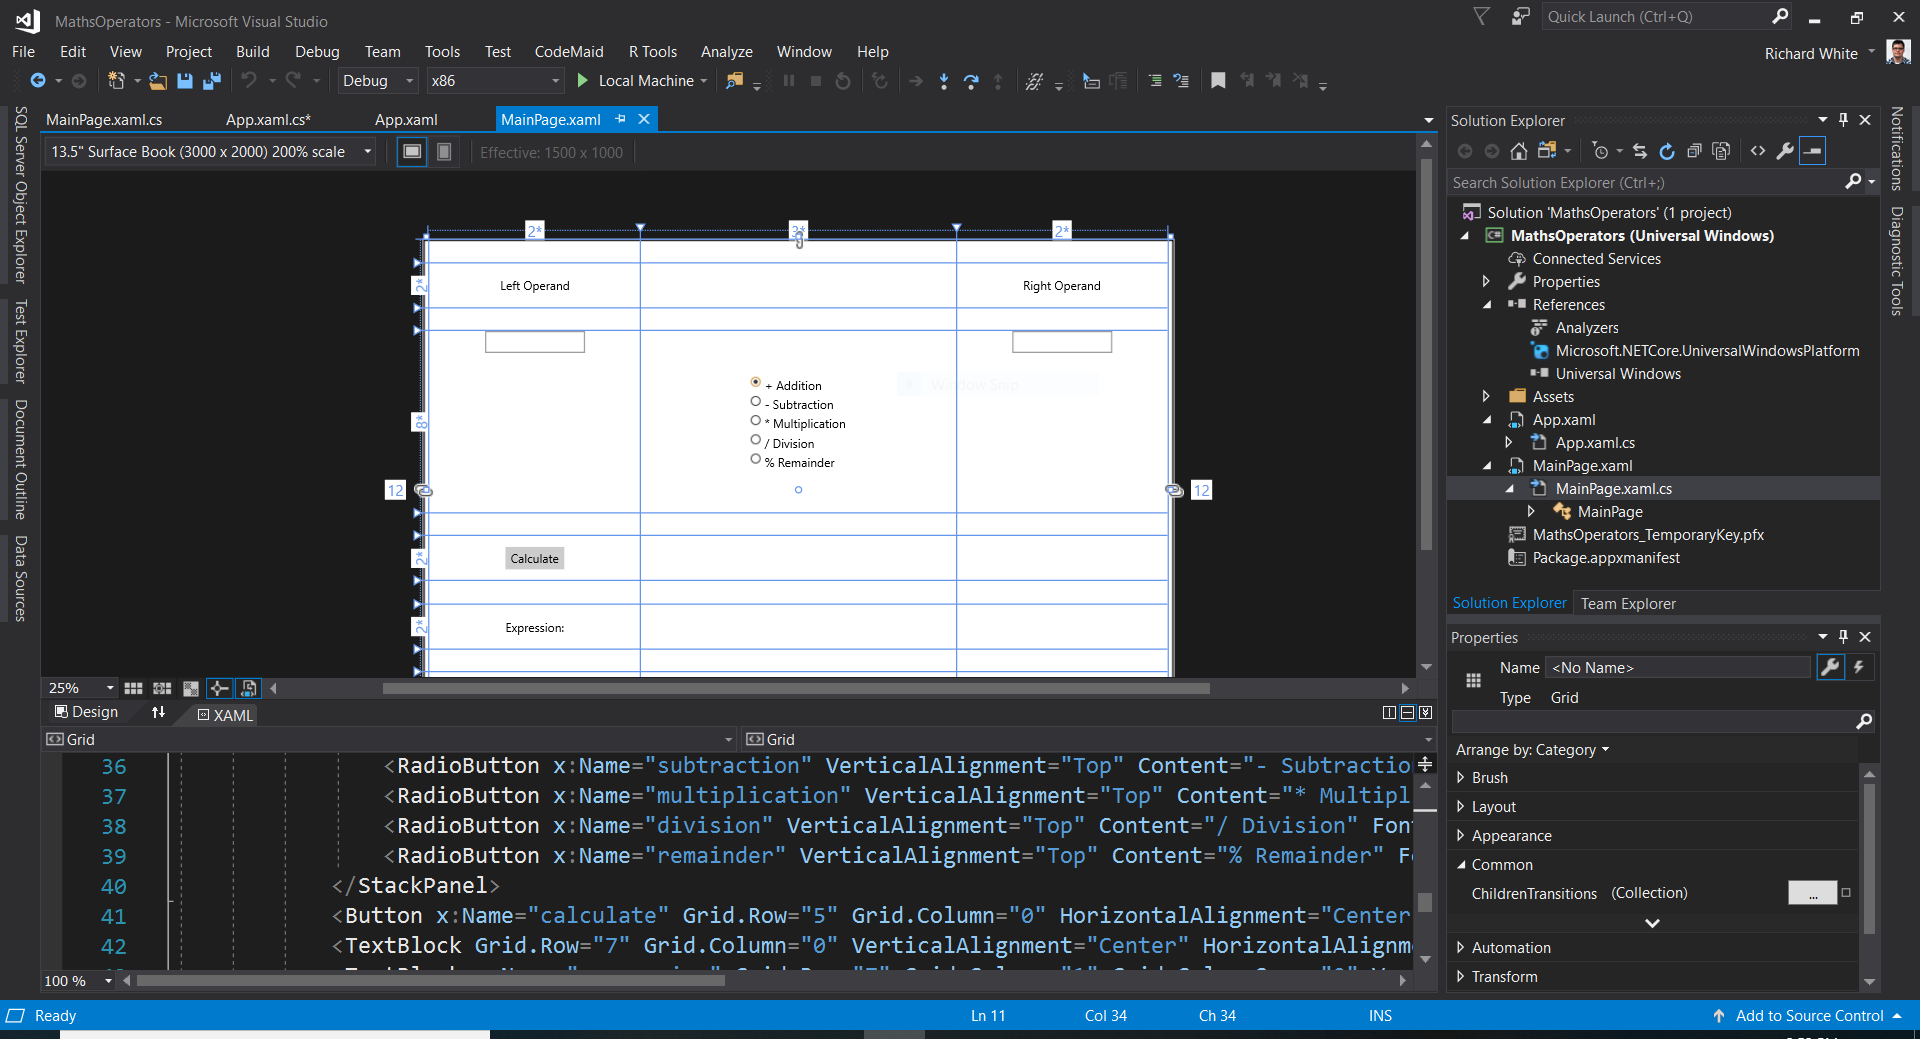 MathsOperators - Microsoft Visual Studio
Quick Launch (Ctrl+Q)
File Edit View Project Build Debug Team Tools Test CodeMaid R Tools Analyze Window Help
Richard White
Debug x86 Local Machine
SQL Server Object Explorer
Test Explorer
Document Outline
Data Sources
MainPage.xaml.cs App.xaml.cs* App.xaml MainPage.xaml
13.5" Surface Book (3000 x 2000) 200% scale Effective: 1500 x 1000
2* 3* 2*
2*
Left Operand Right Operand
Window Snip
+ Addition
- Subtraction
8*
* Multiplication
/ Division
% Remainder
12 12
2*
Calculate
2*
Expression:
25%
Design XAML
Grid Grid
36 <RadioButton x:Name="subtraction" VerticalAlignment="Top" Content="- Subtractio
37 <RadioButton x:Name="multiplication" VerticalAlignment="Top" Content="* Multipl
38 <RadioButton x:Name="division" VerticalAlignment="Top" Content="/ Division" Fon
39 <RadioButton x:Name="remainder" VerticalAlignment="Top" Content="% Remainder" F
40 </StackPanel>
41 <Button x:Name="calculate" Grid.Row="5" Grid.Column="0" HorizontalAlignment="Center
42 <TextBlock Grid.Row="7" Grid.Column="0" VerticalAlignment="Center" HorizontalAlignm
100 %
Solution Explorer
Search Solution Explorer (Ctrl+;)
Solution 'MathsOperators' (1 project)
MathsOperators (Universal Windows)
Connected Services
Properties
References
Analyzers
Microsoft.NETCore.UniversalWindowsPlatform
Universal Windows
Assets
App.xaml
App.xaml.cs
MainPage.xaml
MainPage.xaml.cs
MainPage
MathsOperators_TemporaryKey.pfx
Package.appxmanifest
Solution Explorer Team Explorer
Properties
Name <No Name>
Type Grid
Arrange by: Category
Brush
Layout
Appearance
Common
ChildrenTransitions (Collection) ...
Automation
Transform
Notifications
Diagnostic Tools
Ready Ln 11 Col 34 Ch 34 INS Add to Source Control